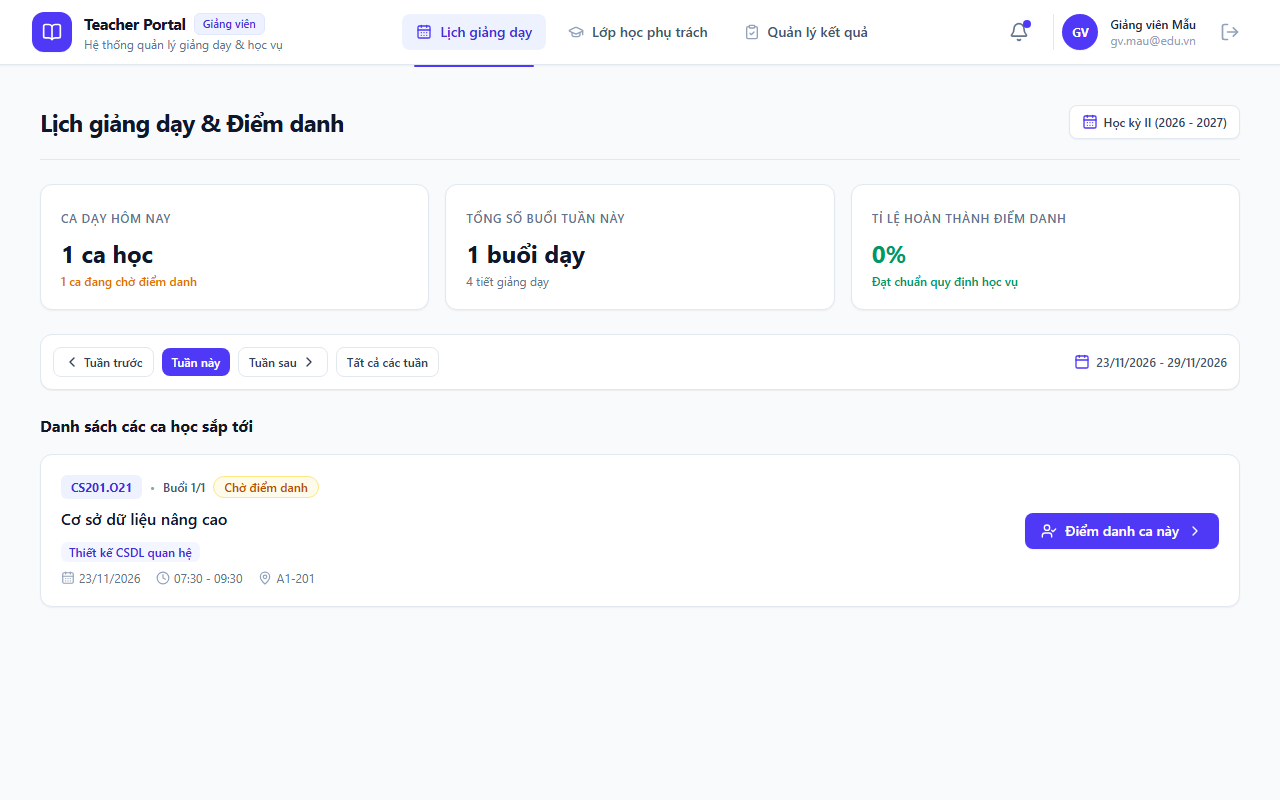 Teacher Portal
Giảng viên
Hệ thống quản lý giảng dạy & học vụ
Lịch giảng dạy
Lớp học phụ trách
Quản lý kết quả
GV
Giảng viên Mẫu
gv.mau@edu.vn
Lịch giảng dạy & Điểm danh
Học kỳ II (2026 - 2027)
CA DẠY HÔM NAY
1 ca học
1 ca đang chờ điểm danh
TỔNG SỐ BUỔI TUẦN NÀY
1 buổi dạy
4 tiết giảng dạy
TỈ LỆ HOÀN THÀNH ĐIỂM DANH
0%
Đạt chuẩn quy định học vụ
Tuần trước
Tuần này
Tuần sau
Tất cả các tuần
23/11/2026 - 29/11/2026
Danh sách các ca học sắp tới
CS201.O21 • Buổi 1/1 Chờ điểm danh
Cơ sở dữ liệu nâng cao
Thiết kế CSDL quan hệ
23/11/2026 07:30 - 09:30 A1-201
Điểm danh ca này